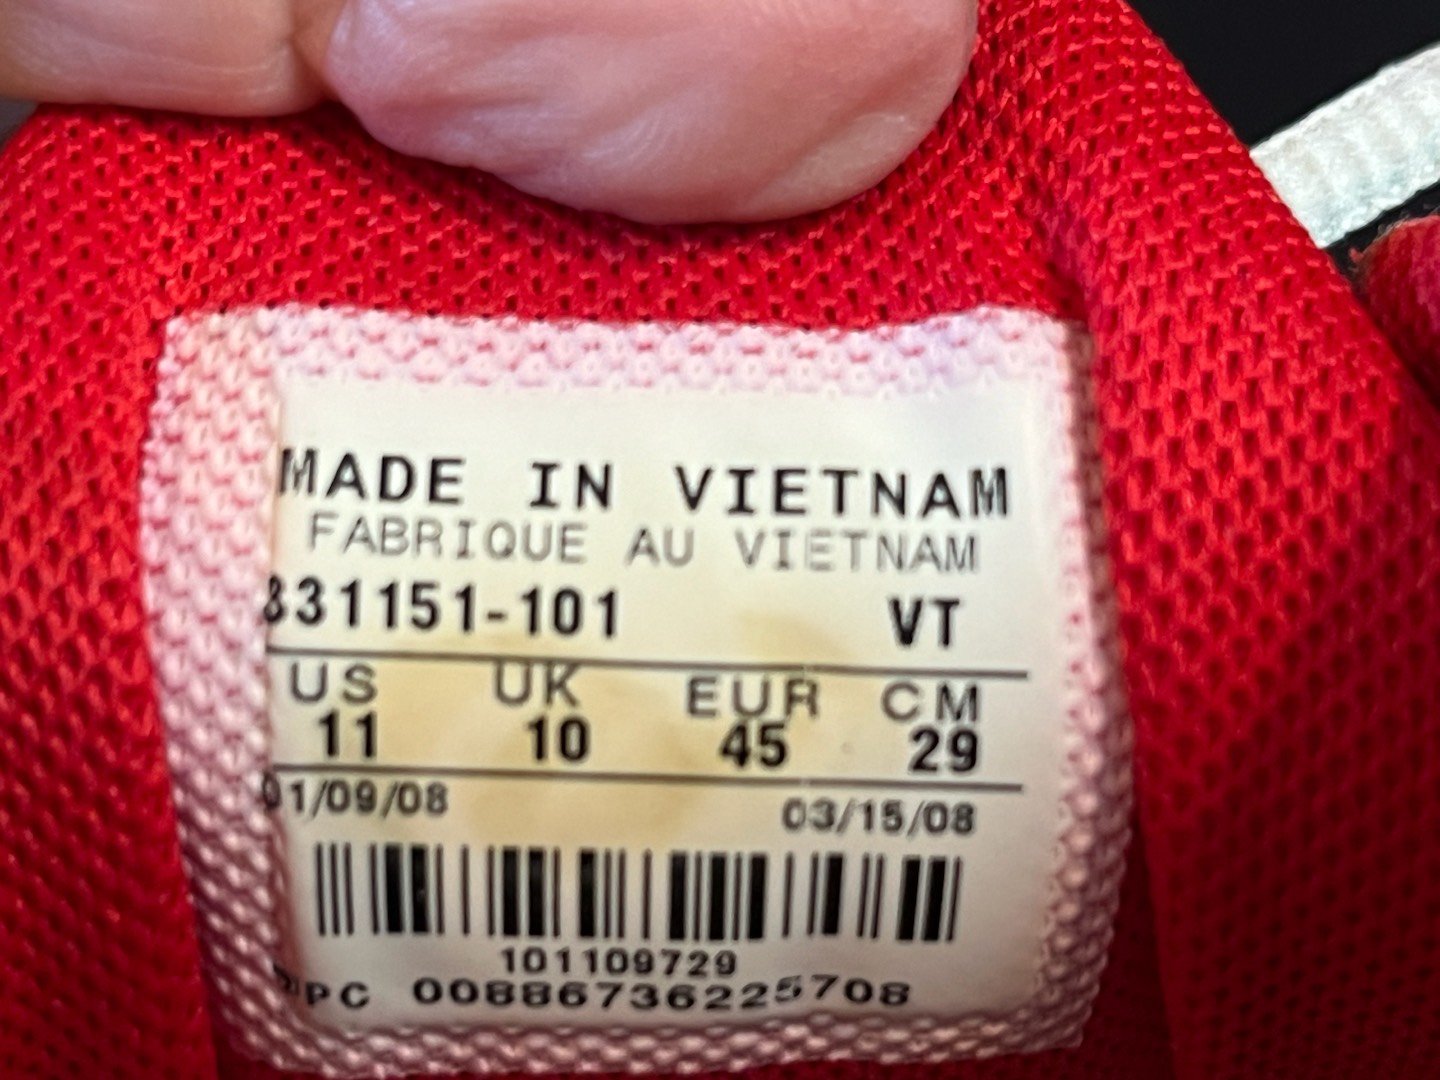 MADE IN VIETNAM
FABRIQUE AU VIETNAM
331151-101 VT
US UK EUR CM
11 10 45 29
01/09/08 03/15/08
101109729
UPC 00886736225708